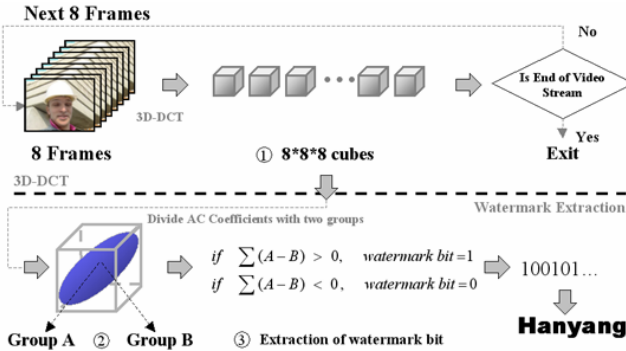 Next 8 Frames
No
Is End of Video
Stream
3D-DCT
Yes
8 Frames
① 8*8*8 cubes
Exit
3D-DCT
Watermark Extraction
Divide AC Coefficients with two groups
if ∑(A−B) > 0, watermark bit=1
if ∑(A−B) < 0, watermark bit=0
100101...
Hanyang
Group A ② Group B
③ Extraction of watermark bit